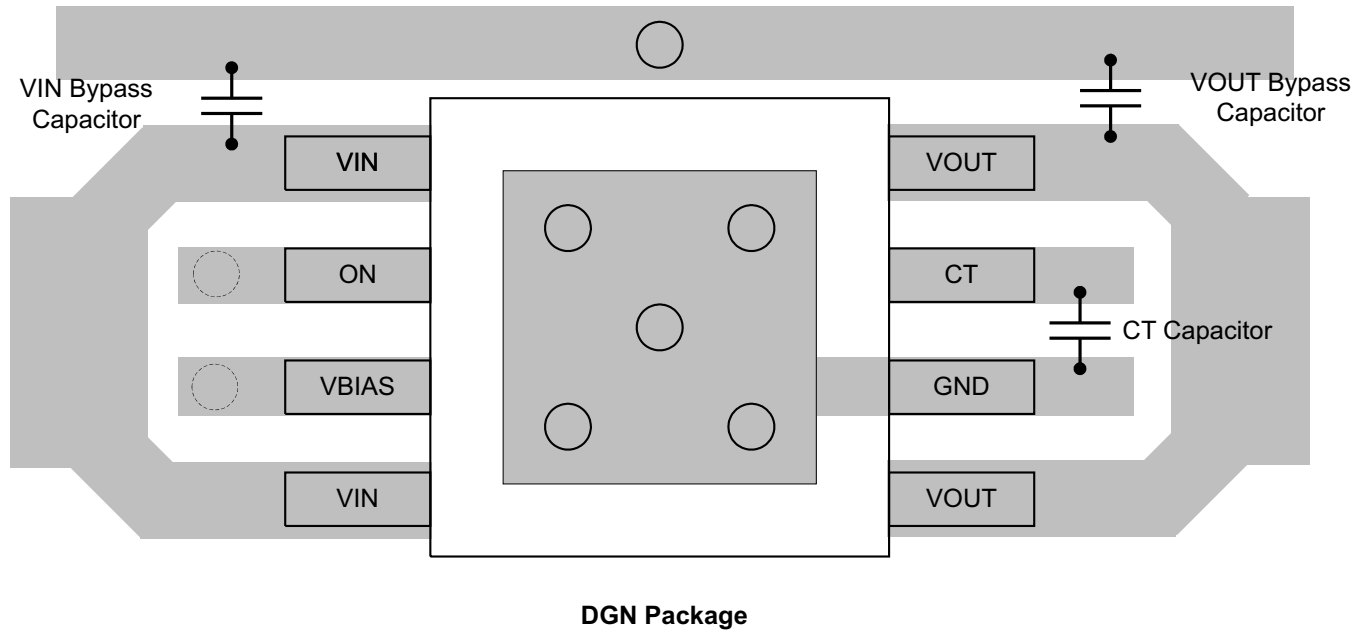 VIN Bypass
Capacitor
VOUT Bypass
Capacitor
VIN
VOUT
ON
CT
CT Capacitor
VBIAS
GND
VIN
VOUT
DGN Package